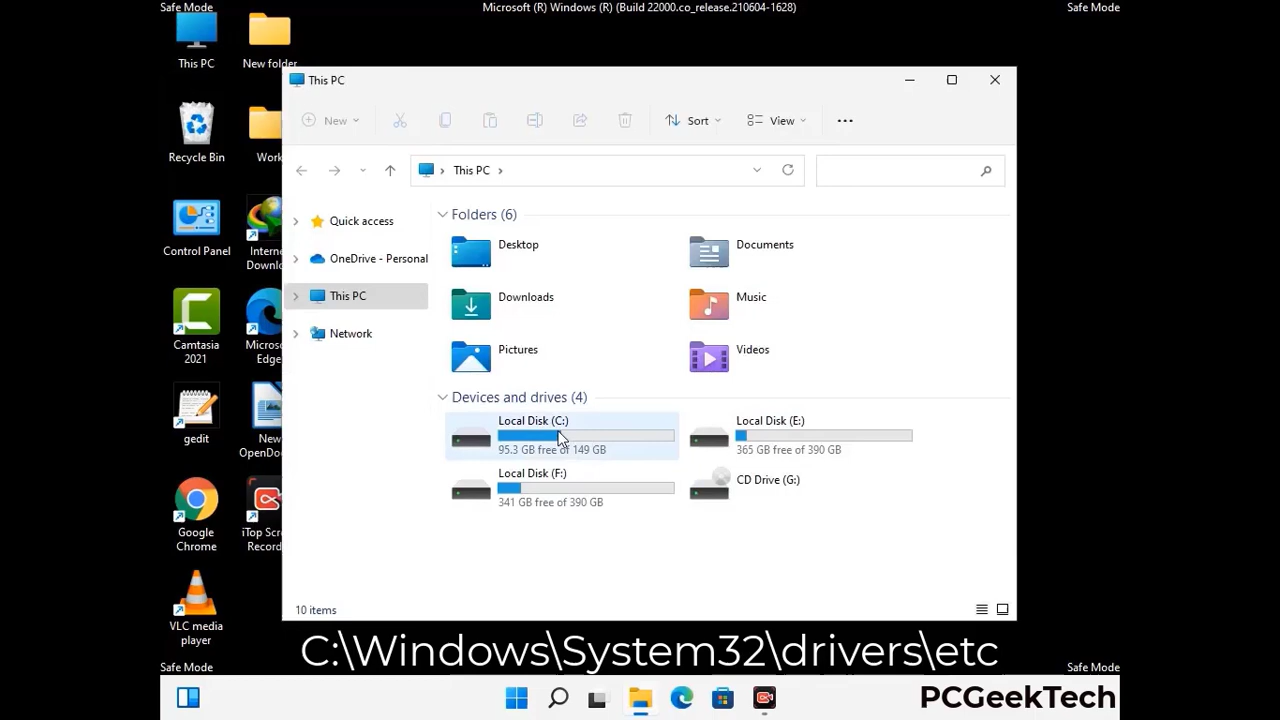 Safe Mode
Microsoft (R) Windows (R) (Build 22000.co_release.210604-1628)
Safe Mode
This PC
New folder
Recycle Bin
Work
Control Panel
Intern
Downlo
Camtasia
2021
Micros
Edge
gedit
New
OpenDo
Google
Chrome
iTop Scre
Record
VLC media
player
This PC
New
Sort
View
This PC
Quick access
OneDrive - Personal
This PC
Network
Folders (6)
Desktop
Documents
Downloads
Music
Pictures
Videos
Devices and drives (4)
Local Disk (C:)
95.3 GB free of 149 GB
Local Disk (E:)
365 GB free of 390 GB
Local Disk (F:)
341 GB free of 390 GB
CD Drive (G:)
10 items
C:\Windows\System32\drivers\etc
Safe Mode
Safe Mode
PCGeekTech